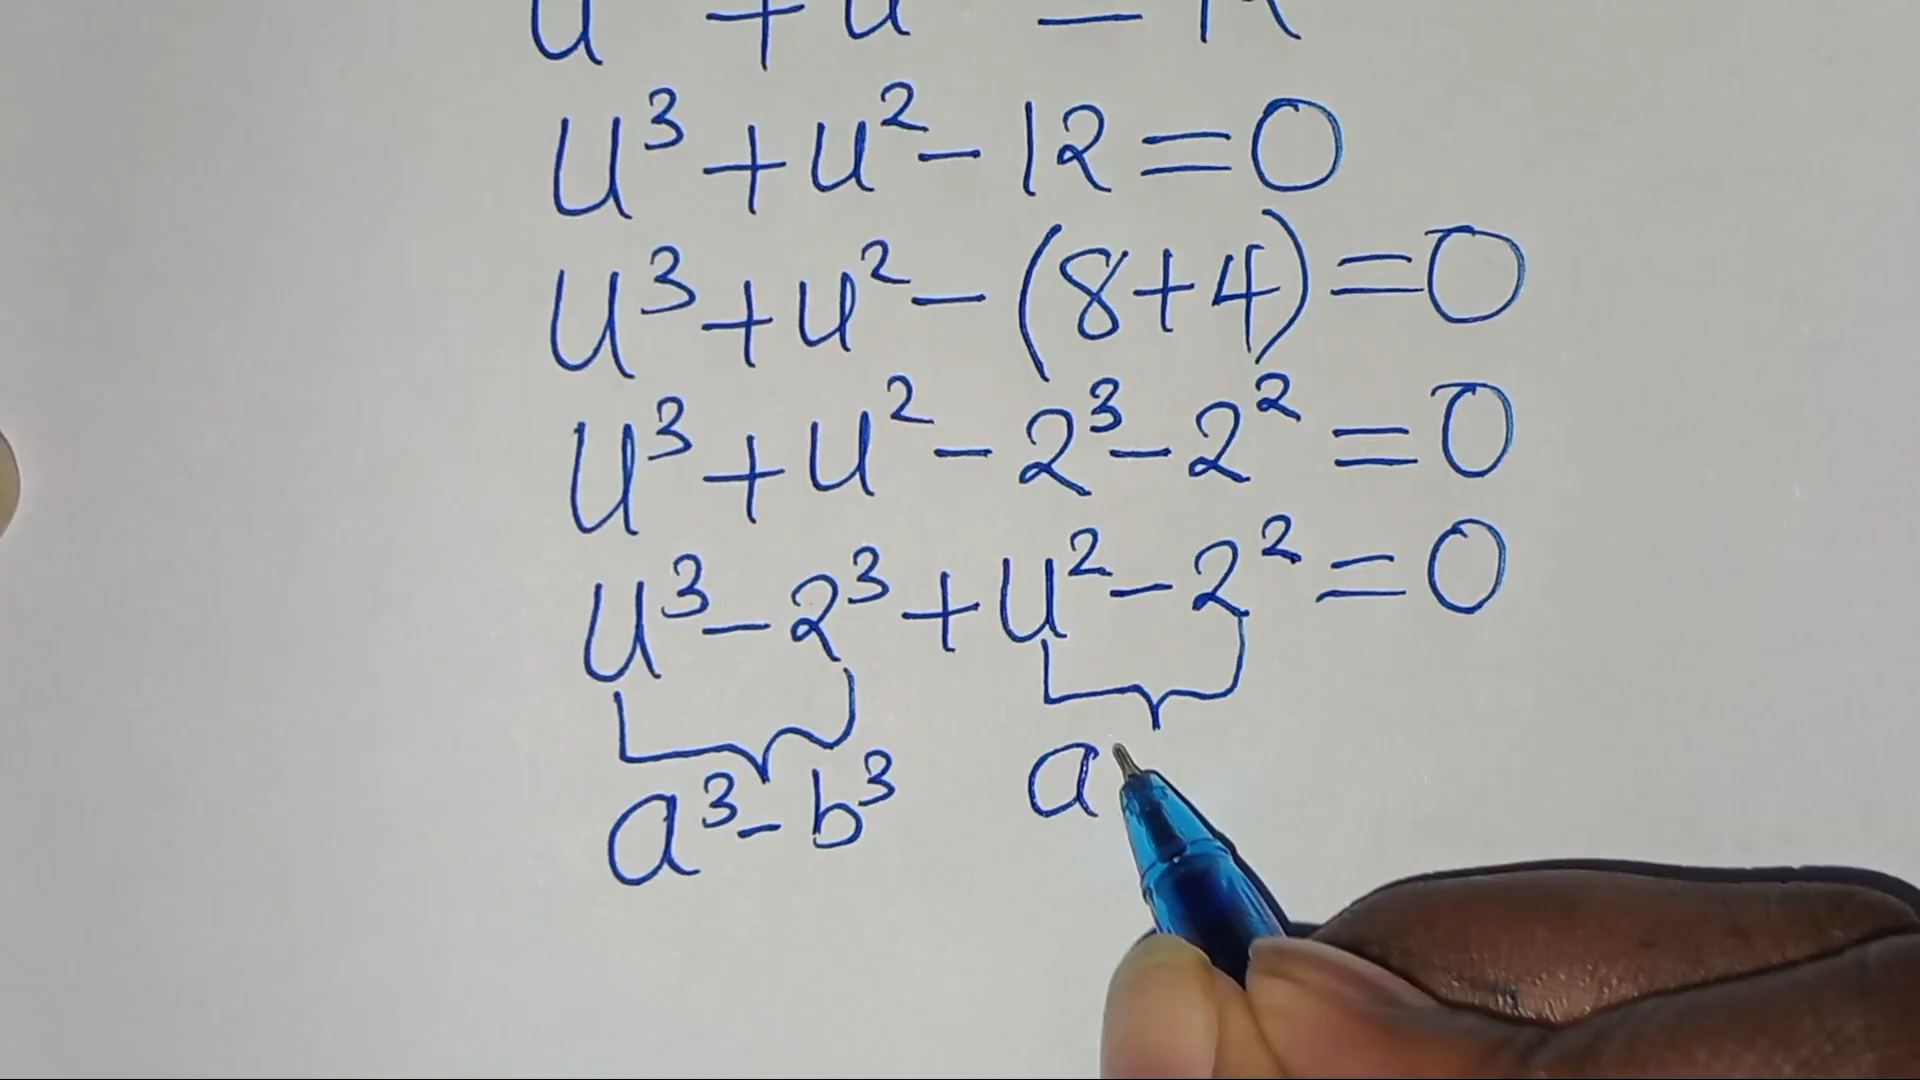 u³ + u² - 12 = 0
u³ + u² - (8+4) = 0
u³ + u² - 2³ - 2² = 0
u³ - 2³ + u² - 2² = 0
a³ - b³ a